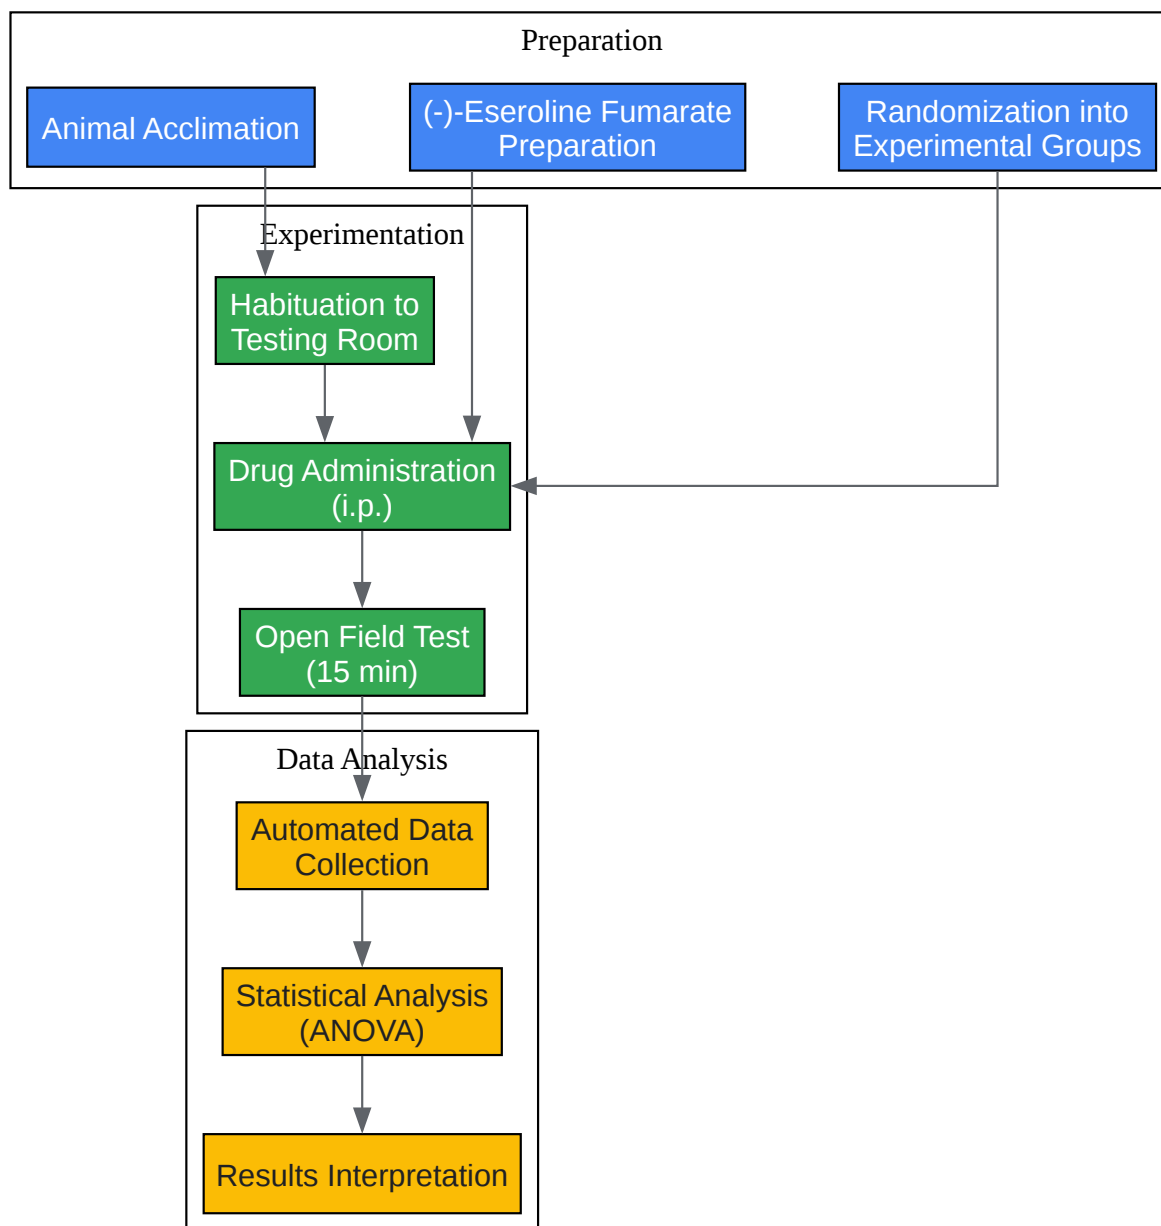 Preparation
Animal Acclimation
(-)-Eseroline Fumarate
Preparation
Randomization into
Experimental Groups
Experimentation
Habituation to
Testing Room
Drug Administration
(i.p.)
Open Field Test
(15 min)
Data Analysis
Automated Data
Collection
Statistical Analysis
(ANOVA)
Results Interpretation